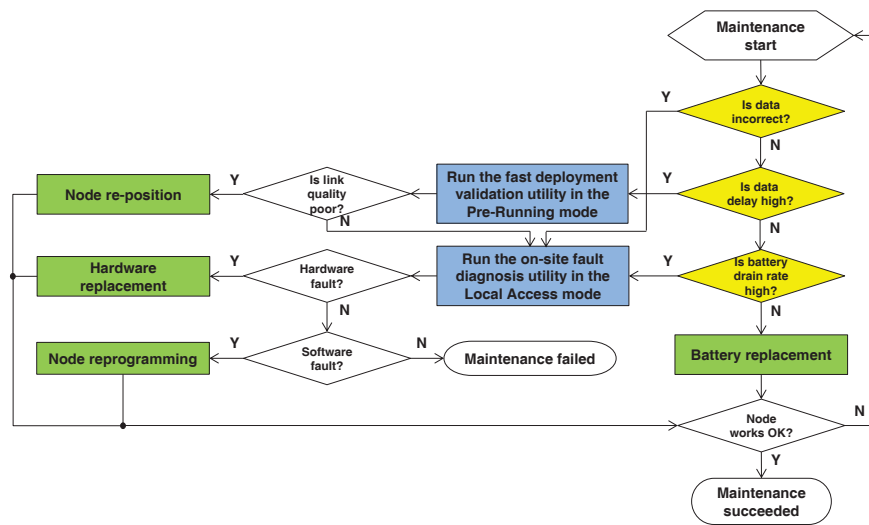 Maintenance
start
Y
Is data
incorrect?
N
Node re-position
Y
Is link
quality
poor?
N
Run the fast deployment
validation utility in the
Pre-Running mode
Y
Is data
delay high?
N
Hardware
replacement
Y
Hardware
fault?
N
Run the on-site fault
diagnosis utility in the
Local Access mode
Y
Is battery
drain rate
high?
N
Node reprogramming
Y
Software
fault?
N
Maintenance failed
Battery replacement
Node
works OK?
N
Y
Maintenance
succeeded